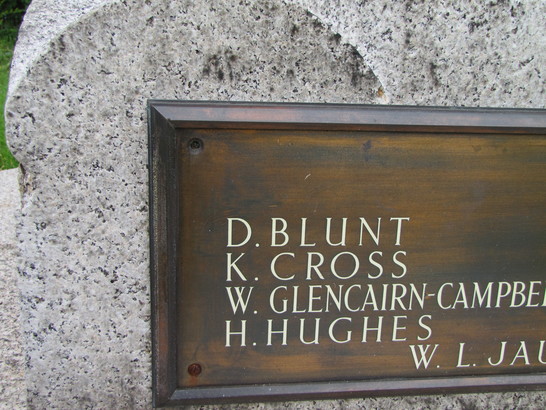 D. BLUNT
K. CROSS
W. GLENCAIRN-CAMPBE
H. HUGHES
W. L. JAU